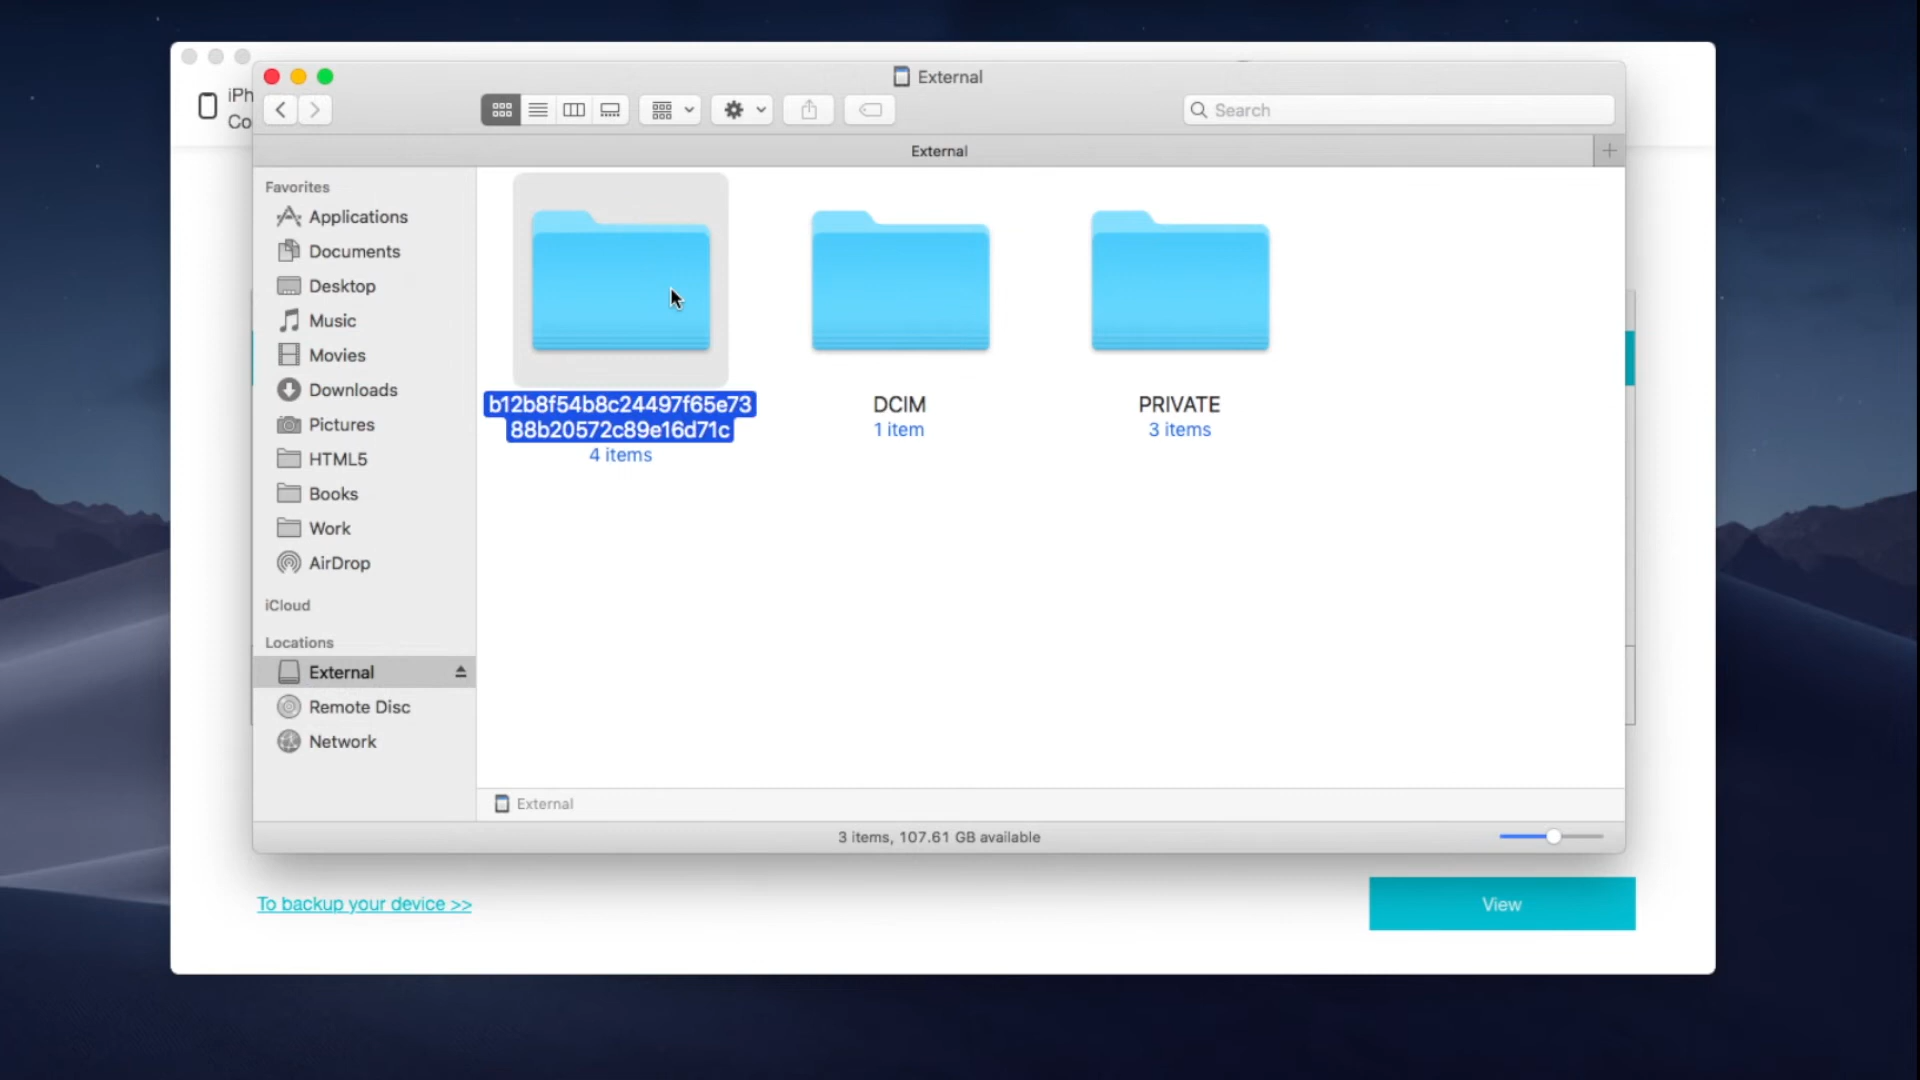 iPh
Co
External
Search
External
Favorites
Applications
Documents
Desktop
Music
Movies
Downloads
Pictures
HTML5
Books
Work
AirDrop
iCloud
Locations
External
Remote Disc
Network
b12b8f54b8c24497f65e73
88b20572c89e16d71c
4 items
DCIM
1 item
PRIVATE
3 items
External
3 items, 107.61 GB available
To backup your device >>
View